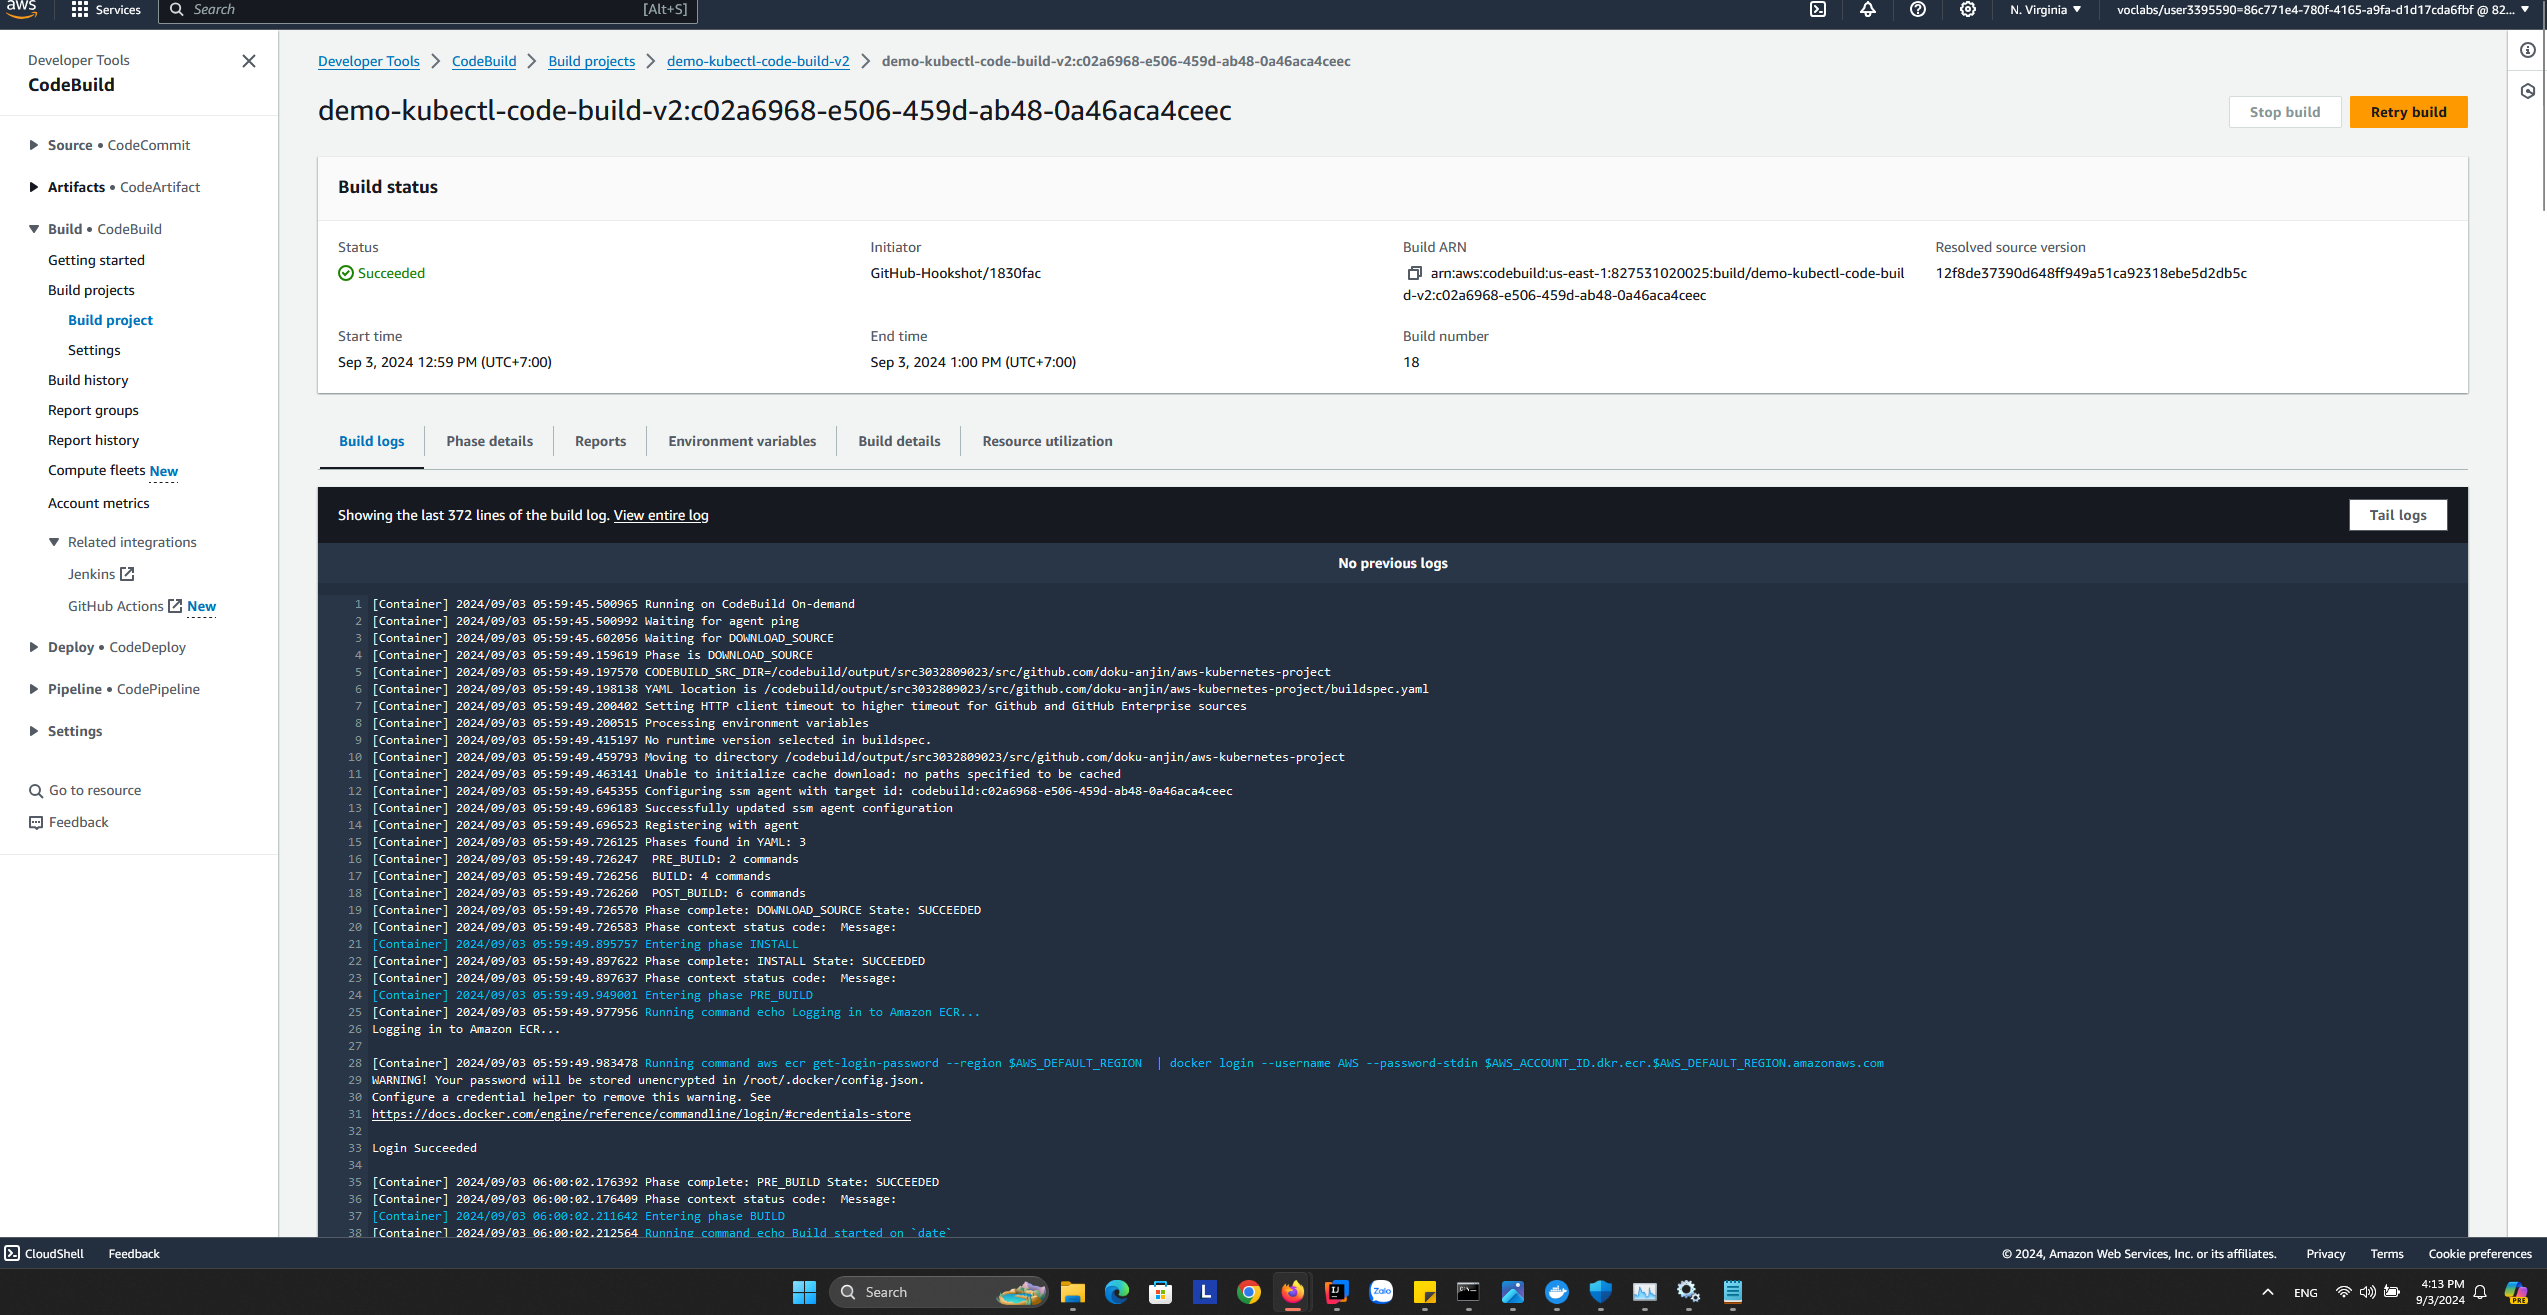 aws
Services
Search
[Alt+S]
N. Virginia
voclabs/user3395590=86c771e4-780f-4165-a9fa-d1d17cda6fbf @ 82...
Developer Tools
CodeBuild
Source • CodeCommit
Artifacts • CodeArtifact
Build • CodeBuild
Getting started
Build projects
Build project
Settings
Build history
Report groups
Report history
Compute fleets New
Account metrics
Related integrations
Jenkins
GitHub Actions New
Deploy • CodeDeploy
Pipeline • CodePipeline
Settings
Go to resource
Feedback
Developer Tools
CodeBuild
Build projects
demo-kubectl-code-build-v2
demo-kubectl-code-build-v2:c02a6968-e506-459d-ab48-0a46aca4ceec
demo-kubectl-code-build-v2:c02a6968-e506-459d-ab48-0a46aca4ceec
Stop build
Retry build
Build status
Status
Succeeded
Initiator
GitHub-Hookshot/1830fac
Build ARN
arn:aws:codebuild:us-east-1:827531020025:build/demo-kubectl-code-buil
d-v2:c02a6968-e506-459d-ab48-0a46aca4ceec
Resolved source version
12f8de37390d648ff949a51ca92318ebe5d2db5c
Start time
Sep 3, 2024 12:59 PM (UTC+7:00)
End time
Sep 3, 2024 1:00 PM (UTC+7:00)
Build number
18
Build logs
Phase details
Reports
Environment variables
Build details
Resource utilization
Showing the last 372 lines of the build log. View entire log
Tail logs
No previous logs
1 [Container] 2024/09/03 05:59:45.500965 Running on CodeBuild On-demand
2 [Container] 2024/09/03 05:59:45.500992 Waiting for agent ping
3 [Container] 2024/09/03 05:59:45.602056 Waiting for DOWNLOAD_SOURCE
4 [Container] 2024/09/03 05:59:49.159619 Phase is DOWNLOAD_SOURCE
5 [Container] 2024/09/03 05:59:49.197570 CODEBUILD_SRC_DIR=/codebuild/output/src3032809023/src/github.com/doku-anjin/aws-kubernetes-project
6 [Container] 2024/09/03 05:59:49.198138 YAML location is /codebuild/output/src3032809023/src/github.com/doku-anjin/aws-kubernetes-project/buildspec.yaml
7 [Container] 2024/09/03 05:59:49.200402 Setting HTTP client timeout to higher timeout for Github and GitHub Enterprise sources
8 [Container] 2024/09/03 05:59:49.200515 Processing environment variables
9 [Container] 2024/09/03 05:59:49.415197 No runtime version selected in buildspec.
10 [Container] 2024/09/03 05:59:49.459793 Moving to directory /codebuild/output/src3032809023/src/github.com/doku-anjin/aws-kubernetes-project
11 [Container] 2024/09/03 05:59:49.463141 Unable to initialize cache download: no paths specified to be cached
12 [Container] 2024/09/03 05:59:49.645355 Configuring ssm agent with target id: codebuild:c02a6968-e506-459d-ab48-0a46aca4ceec
13 [Container] 2024/09/03 05:59:49.696183 Successfully updated ssm agent configuration
14 [Container] 2024/09/03 05:59:49.696523 Registering with agent
15 [Container] 2024/09/03 05:59:49.726125 Phases found in YAML: 3
16 [Container] 2024/09/03 05:59:49.726247  PRE_BUILD: 2 commands
17 [Container] 2024/09/03 05:59:49.726256  BUILD: 4 commands
18 [Container] 2024/09/03 05:59:49.726260  POST_BUILD: 6 commands
19 [Container] 2024/09/03 05:59:49.726570 Phase complete: DOWNLOAD_SOURCE State: SUCCEEDED
20 [Container] 2024/09/03 05:59:49.726583 Phase context status code:  Message:
21 [Container] 2024/09/03 05:59:49.895757 Entering phase INSTALL
22 [Container] 2024/09/03 05:59:49.897622 Phase complete: INSTALL State: SUCCEEDED
23 [Container] 2024/09/03 05:59:49.897637 Phase context status code:  Message:
24 [Container] 2024/09/03 05:59:49.949001 Entering phase PRE_BUILD
25 [Container] 2024/09/03 05:59:49.977956 Running command echo Logging in to Amazon ECR...
26 Logging in to Amazon ECR...
27
28 [Container] 2024/09/03 05:59:49.983478 Running command aws ecr get-login-password --region $AWS_DEFAULT_REGION  | docker login --username AWS --password-stdin $AWS_ACCOUNT_ID.dkr.ecr.$AWS_DEFAULT_REGION.amazonaws.com
29 WARNING! Your password will be stored unencrypted in /root/.docker/config.json.
30 Configure a credential helper to remove this warning. See
31 https://docs.docker.com/engine/reference/commandline/login/#credentials-store
32
33 Login Succeeded
34
35 [Container] 2024/09/03 06:00:02.176392 Phase complete: PRE_BUILD State: SUCCEEDED
36 [Container] 2024/09/03 06:00:02.176409 Phase context status code:  Message:
37 [Container] 2024/09/03 06:00:02.211642 Entering phase BUILD
38 [Container] 2024/09/03 06:00:02.212564 Running command echo Build started on `date`
CloudShell
Feedback
© 2024, Amazon Web Services, Inc. or its affiliates.
Privacy
Terms
Cookie preferences
Search
L
Zalo
ENG
4:13 PM
9/3/2024
PRE